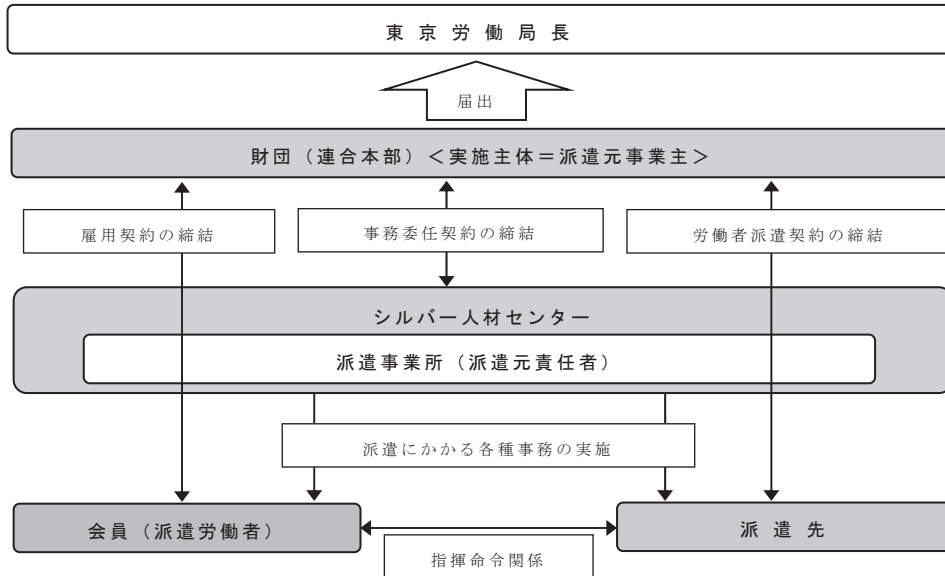 東京労働局長
届出
財団（連合本部）＜実施主体＝派遣元事業主＞
雇用契約の締結
事務委任契約の締結
労働者派遣契約の締結
シルバー人材センター
派遣事業所（派遣元責任者）
派遣にかかる各種事務の実施
会員（派遣労働者）
派遣先
指揮命令関係